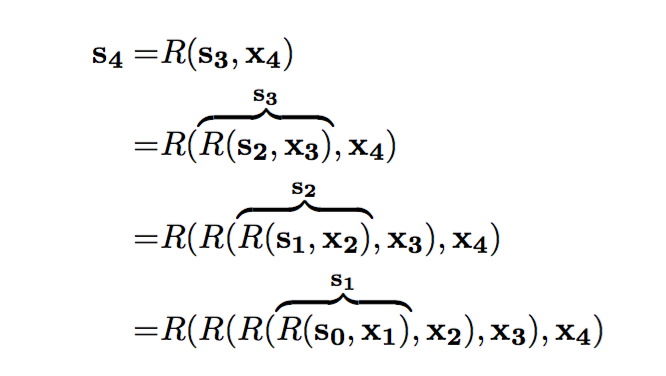 s₄ =R(s₃, x₄)
s₃
=R(R(s₂, x₃), x₄)
s₂
=R(R(R(s₁, x₂), x₃), x₄)
s₁
=R(R(R(R(s₀, x₁), x₂), x₃), x₄)